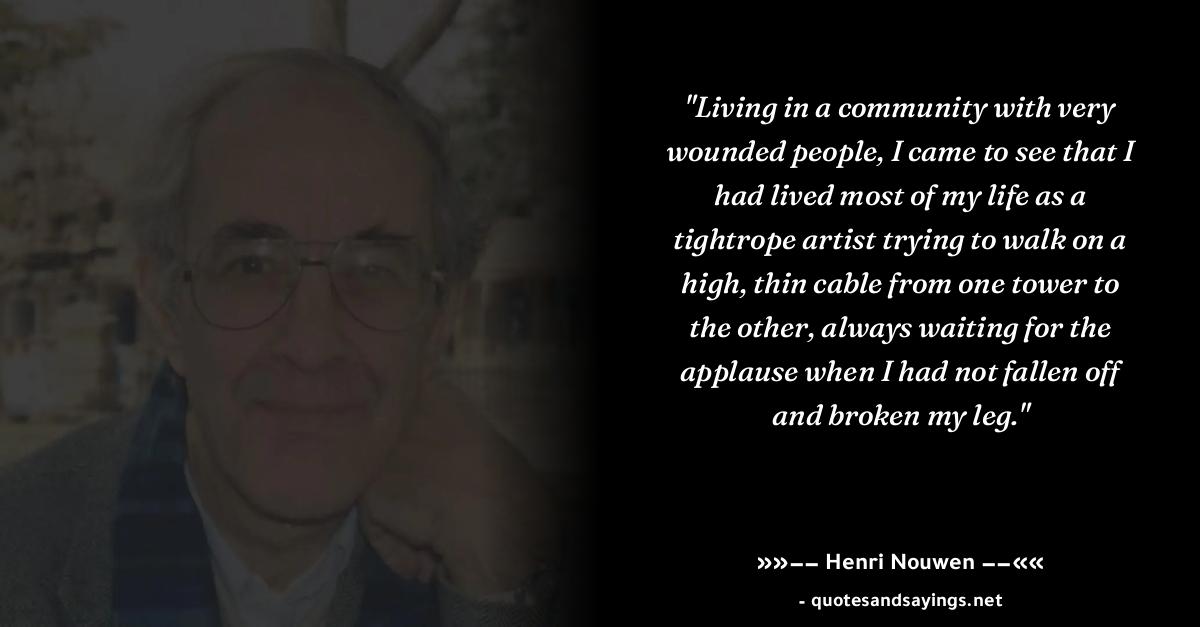 "Living in a community with very
wounded people, I came to see that I
had lived most of my life as a
tightrope artist trying to walk on a
high, thin cable from one tower to
the other, always waiting for the
applause when I had not fallen off
and broken my leg."
»»–– Henri Nouwen ––««
- quotesandsayings.net